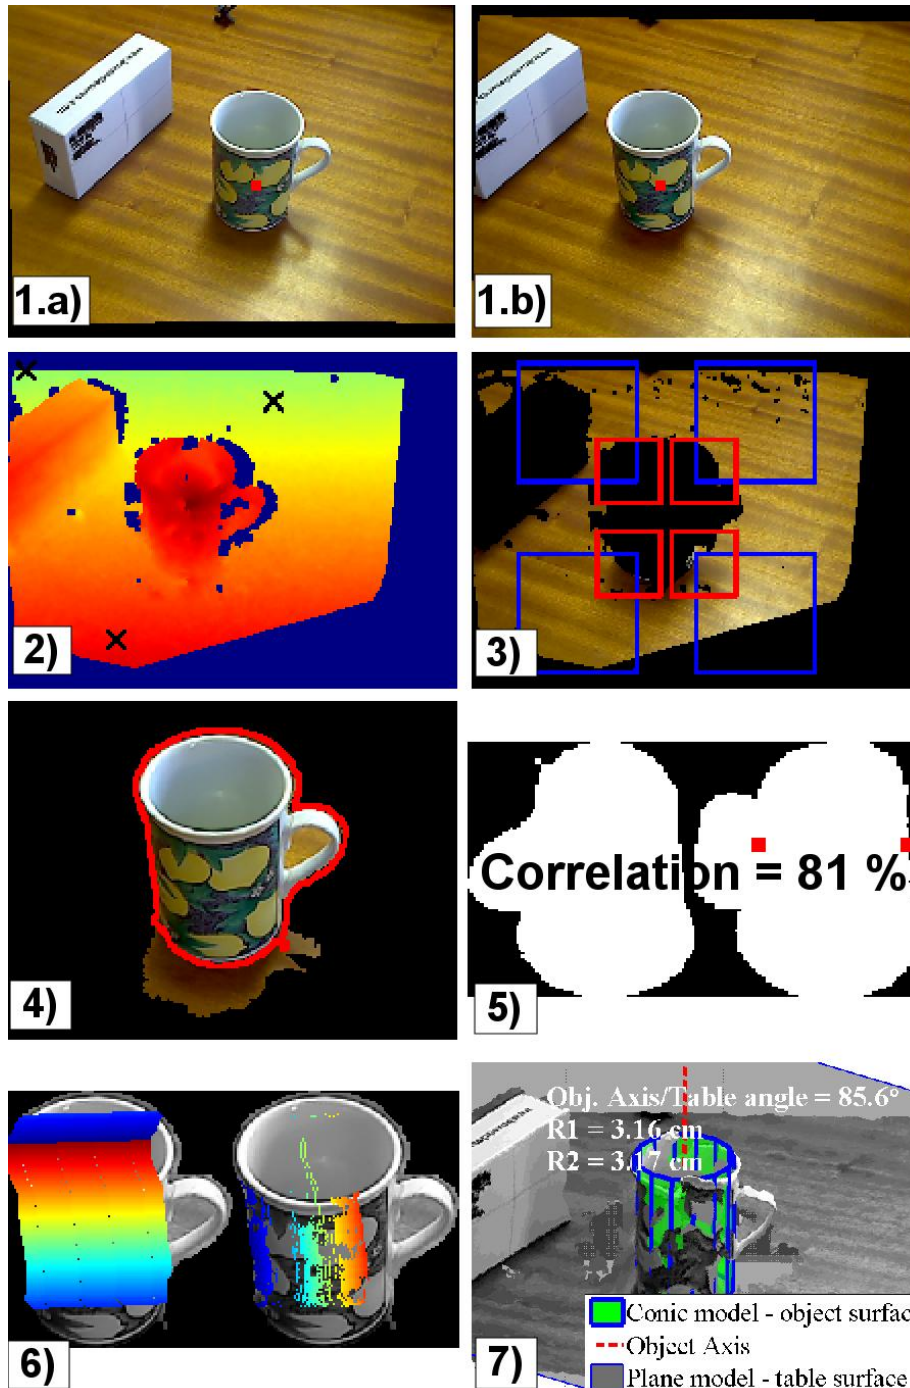 1.a)
1.b)
2)
3)
4)
Correlation = 81 %
5)
6)
Obj. Axis/Table angle = 85.6°
R1 = 3.16 cm
R2 = 3.17 cm
Conic model - object surfac
Object Axis
Plane model - table surface
7)